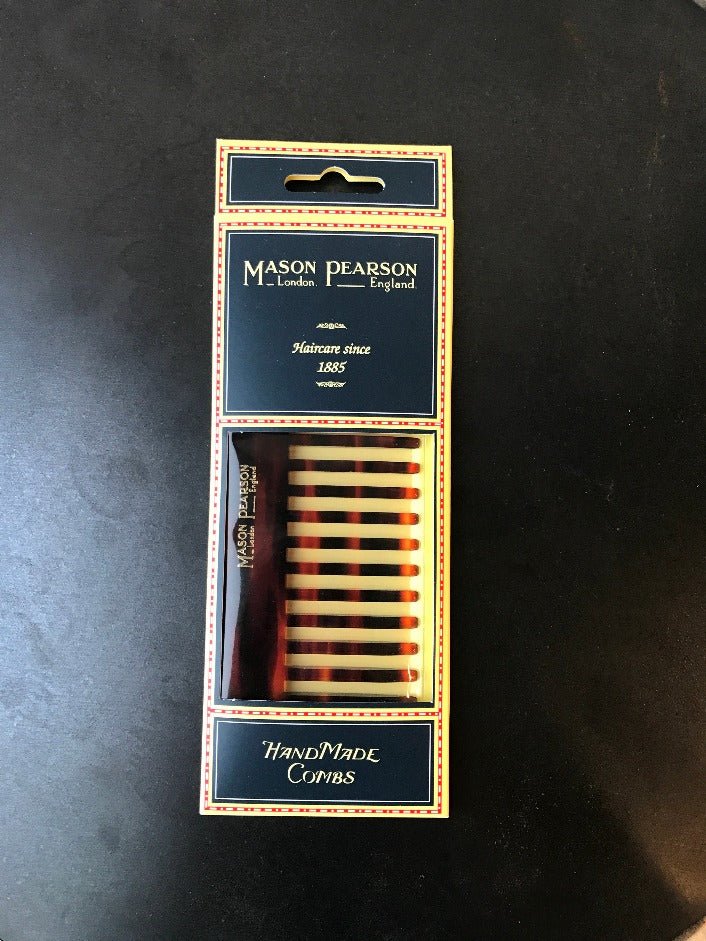 MASON PEARSON
London. England.
Haircare since
1885
MASON PEARSON
London England
HANDMADE
COMBS